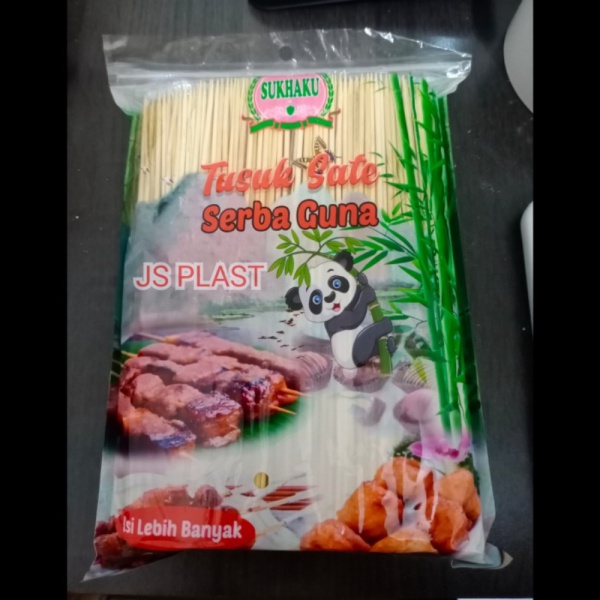 SUKHAKU
Tusuk Sate
Serba Guna
JS PLAST
Isi Lebih Banyak